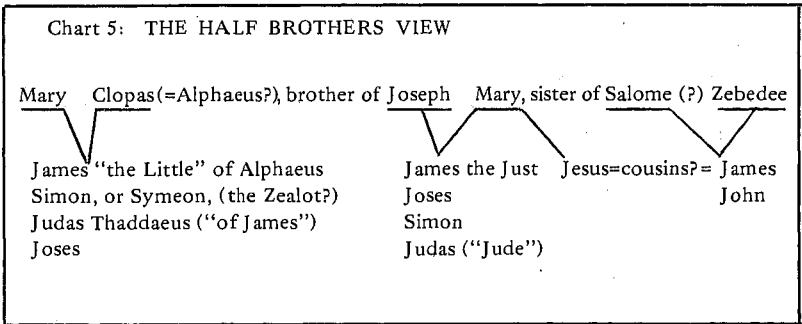 Chart 5: THE HALF BROTHERS VIEW
Mary Clopas (=Alphaeus?), brother of Joseph Mary, sister of Salome (?) Zebedee
James "the Little" of Alphaeus James the Just Jesus=cousins?= James
Simon, or Symeon, (the Zealot?) Joses John
Judas Thaddaeus ("of James") Simon
Joses Judas ("Jude")